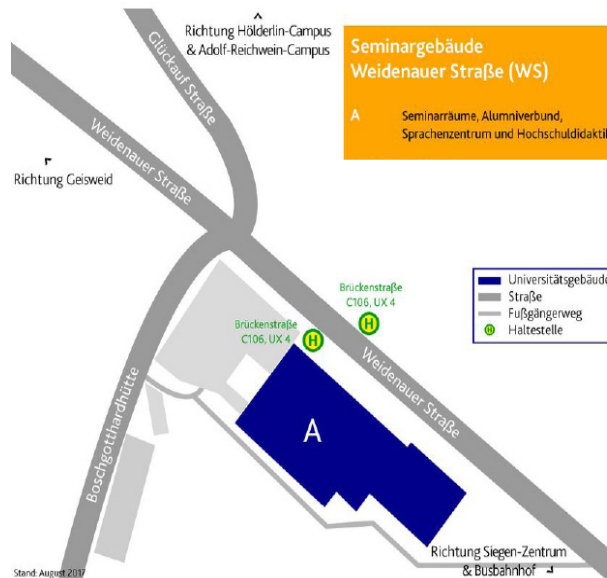 Richtung Hölderlin-Campus
& Adolf-Reichwein-Campus
Glückauf Straße
Seminargebäude
Weidenauer Straße (WS)
A
Seminarräume, Alumniverbund,
Sprachenzentrum und Hochschuldidaktik
Weidenauer Straße
Richtung Geisweid
Universitätsgebäude
Straße
Fußgängerweg
H Haltestelle
Brückenstraße
C106, UX 4
H
Brückenstraße
C106, UX 4
H
Weidenauer Straße
Boschgotthardhütte
A
Richtung Siegen-Zentrum
& Busbahnhof
Stand: August 2017